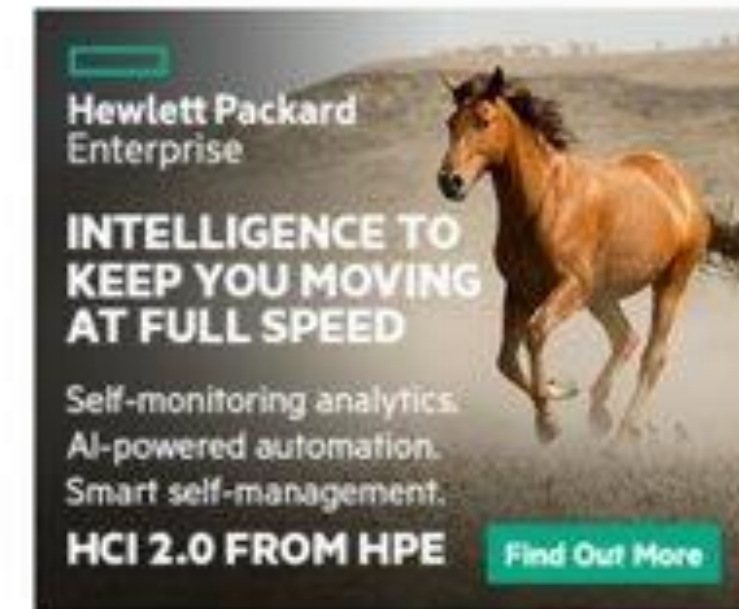 Hewlett Packard
Enterprise
INTELLIGENCE TO
KEEP YOU MOVING
AT FULL SPEED
Self-monitoring analytics.
AI-powered automation.
Smart self-management.
HCI 2.0 FROM HPE
Find Out More